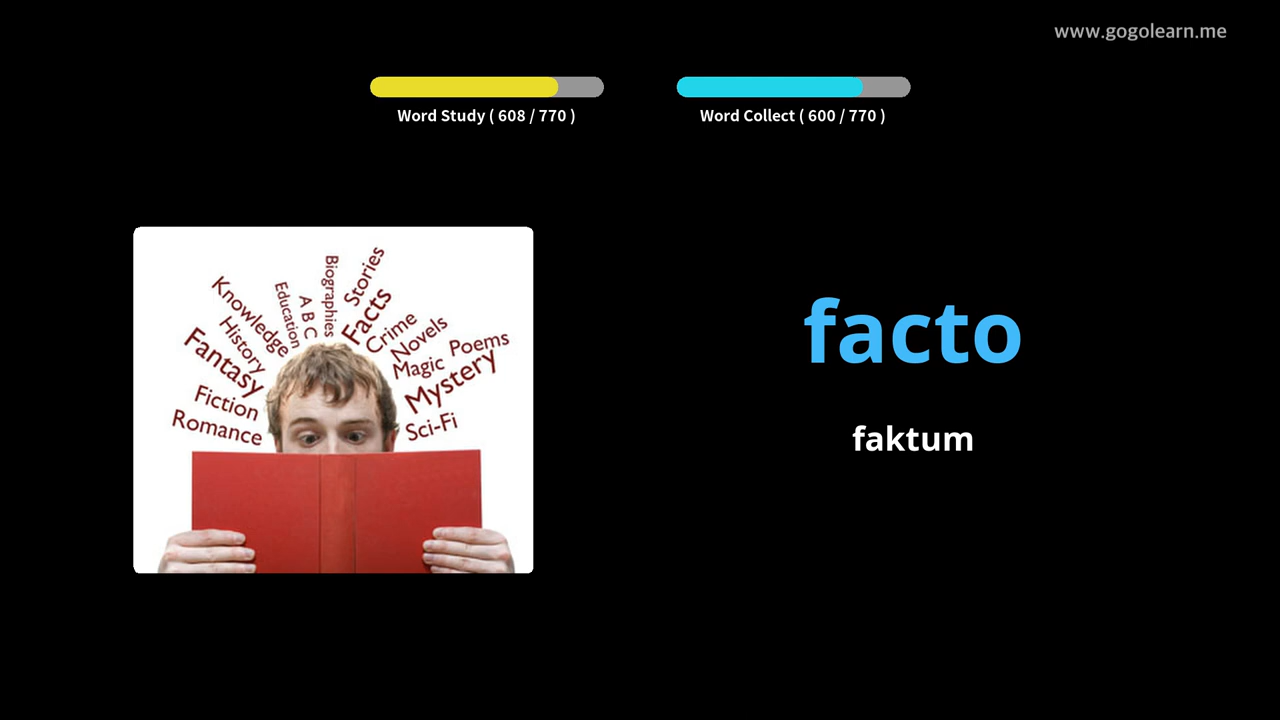 www.gogolearn.me
Word Study ( 608 / 770 )
Word Collect ( 600 / 770 )
Biographies
Stories
Facts
A B C
Education
Knowledge
History
Fantasy
Fiction
Romance
Crime
Novels
Magic
Poems
Mystery
Sci-Fi
facto
faktum